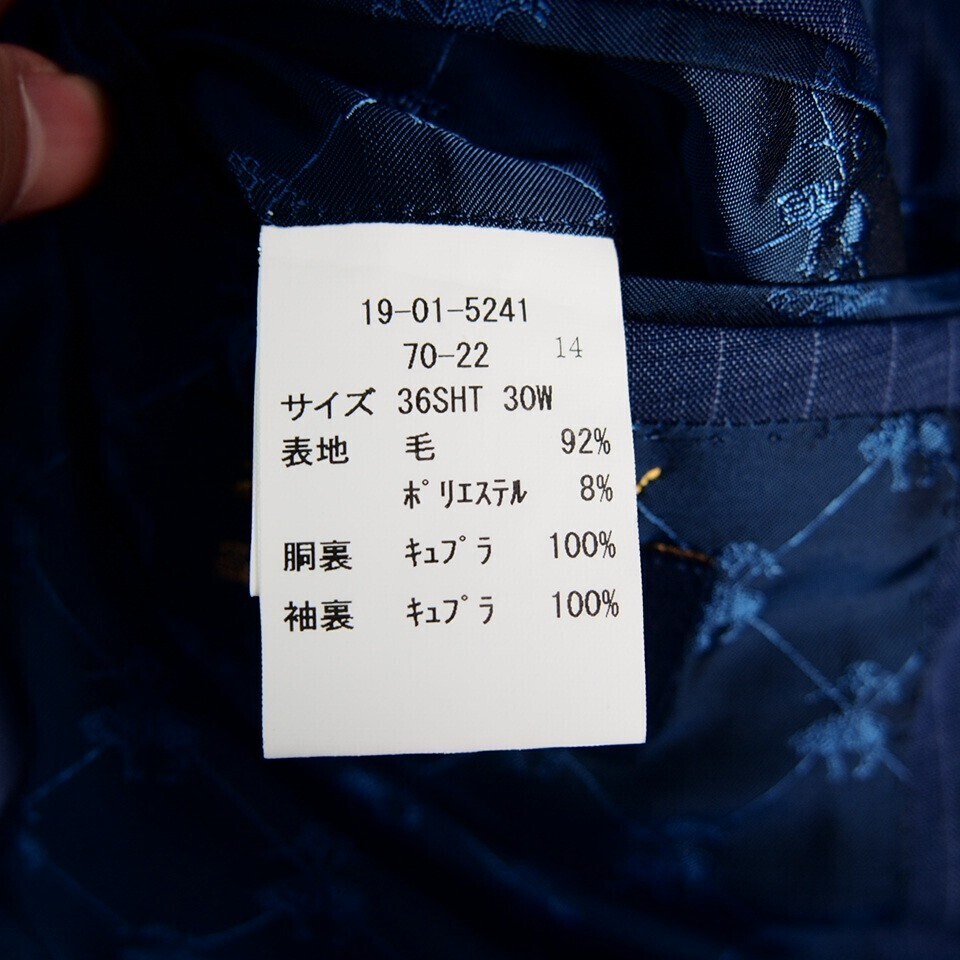 19-01-5241
70-22 14
サイズ 36SHT 30W
表地 毛 92%
ﾎﾟﾘｴｽﾃﾙ 8%
胴裏 ｷｭﾌﾟﾗ 100%
袖裏 ｷｭﾌﾟﾗ 100%